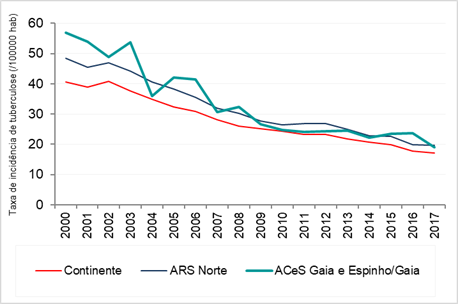 Taxa de incidência de tuberculose (/100000 hab)
60
50
40
30
20
10
0
2000 2001 2002 2003 2004 2005 2006 2007 2008 2009 2010 2011 2012 2013 2014 2015 2016 2017
Continente ARS Norte ACeS Gaia e Espinho/Gaia